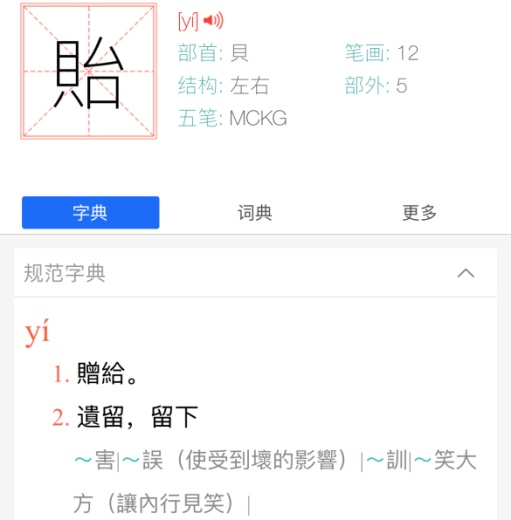 貽
[yí]
部首: 貝 笔画: 12
结构: 左右 部外: 5
五笔: MCKG
字典 词典 更多
规范字典
yí
1. 贈給。
2. 遺留，留下
～害|～誤（使受到壞的影響）|～訓|～笑大
方（讓內行見笑）|